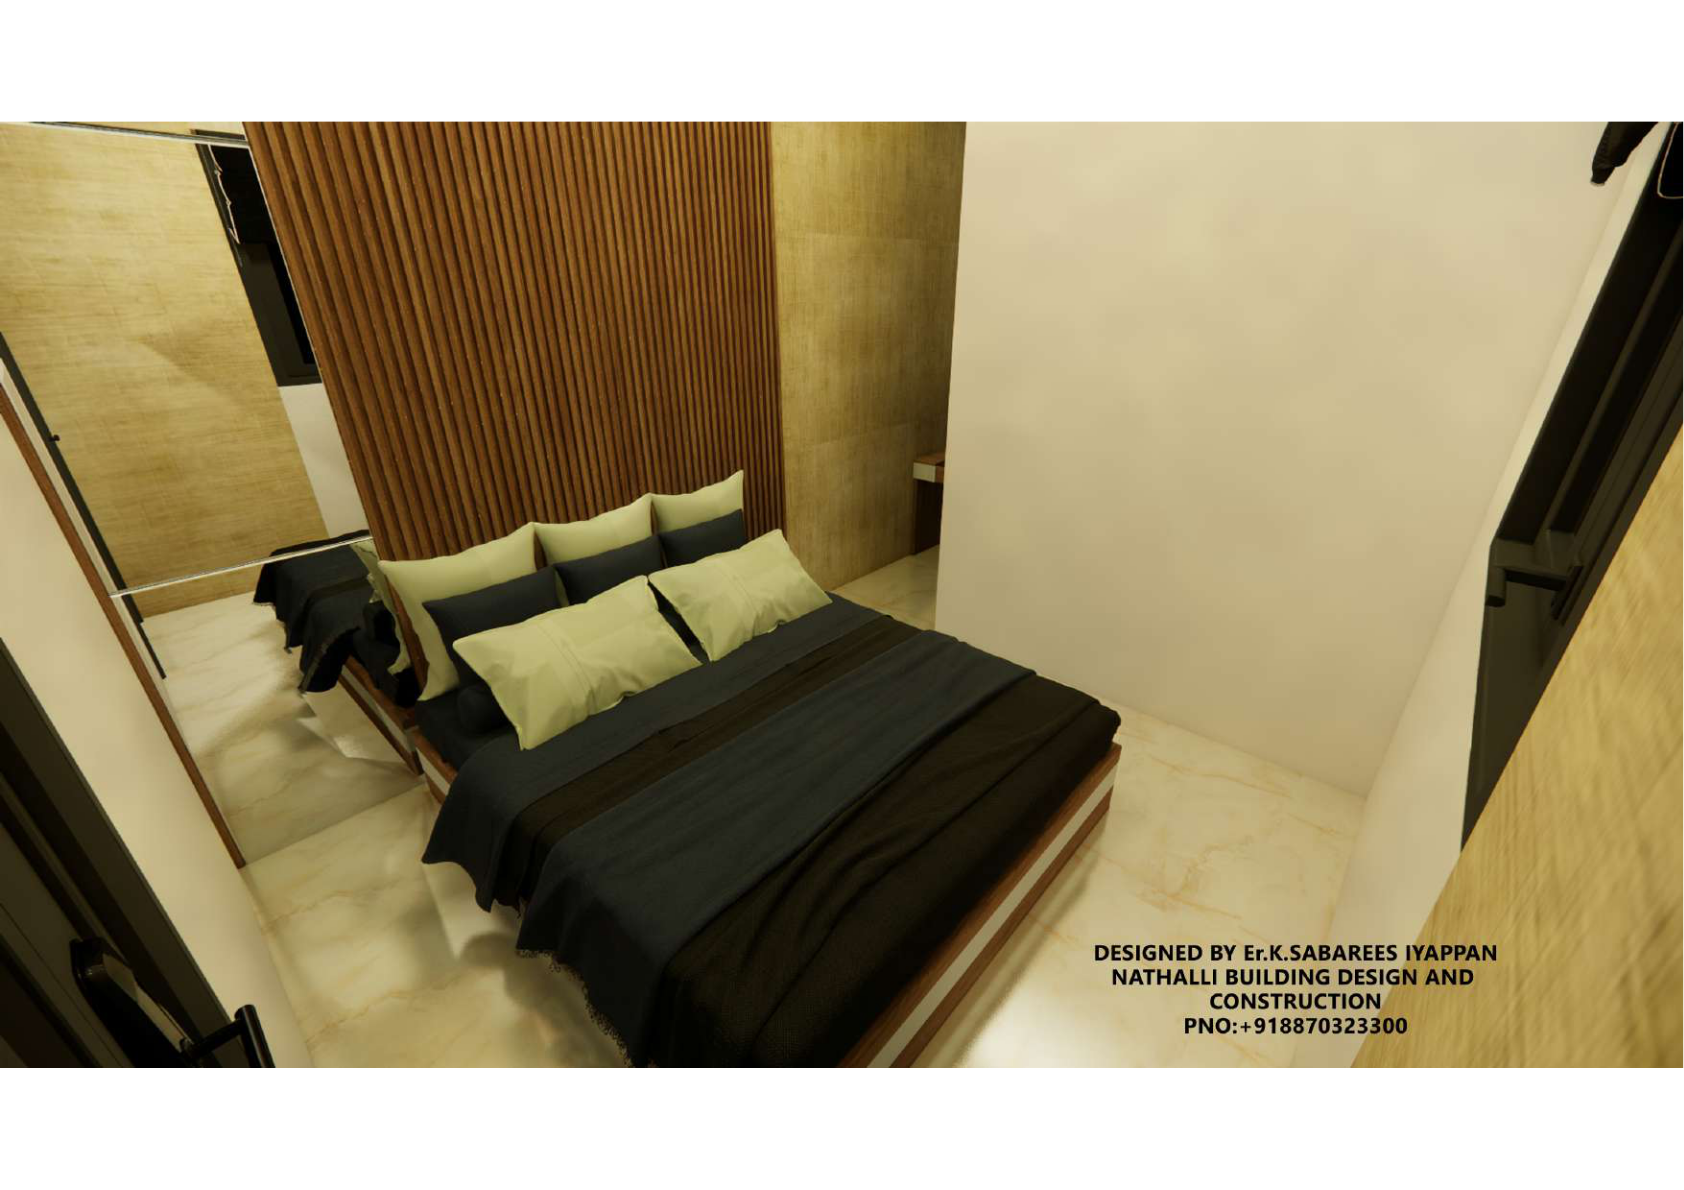 DESIGNED BY Er.K.SABAREES IYAPPAN
NATHALLI BUILDING DESIGN AND
CONSTRUCTION
PNO:+918870323300